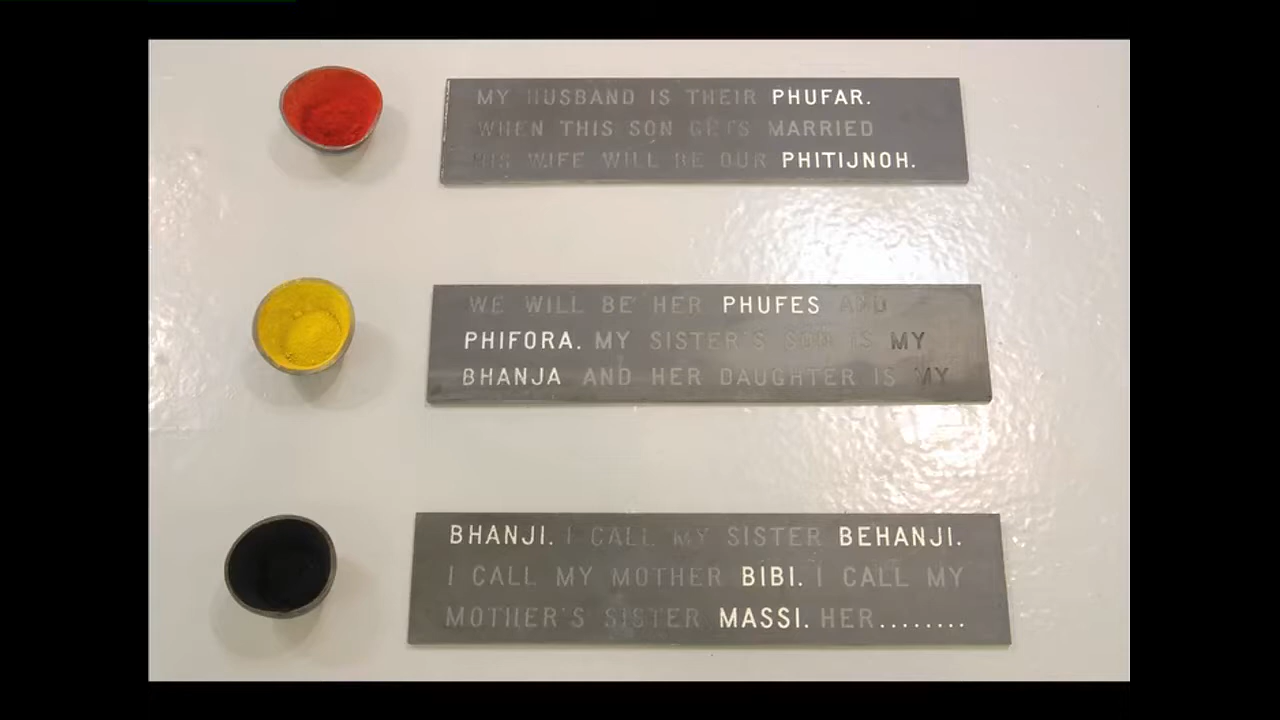 MY HUSBAND IS THEIR PHUFAR.
WHEN THIS SON GETS MARRIED
HIS WIFE WILL BE OUR PHITIJNOH.
WE WILL BE HER PHUFES AND
PHIFORA. MY SISTER'S SON IS MY
BHANJA AND HER DAUGHTER IS MY
BHANJI. I CALL MY SISTER BEHANJI.
I CALL MY MOTHER BIBI. I CALL MY
MOTHER'S SISTER MASSI. HER........